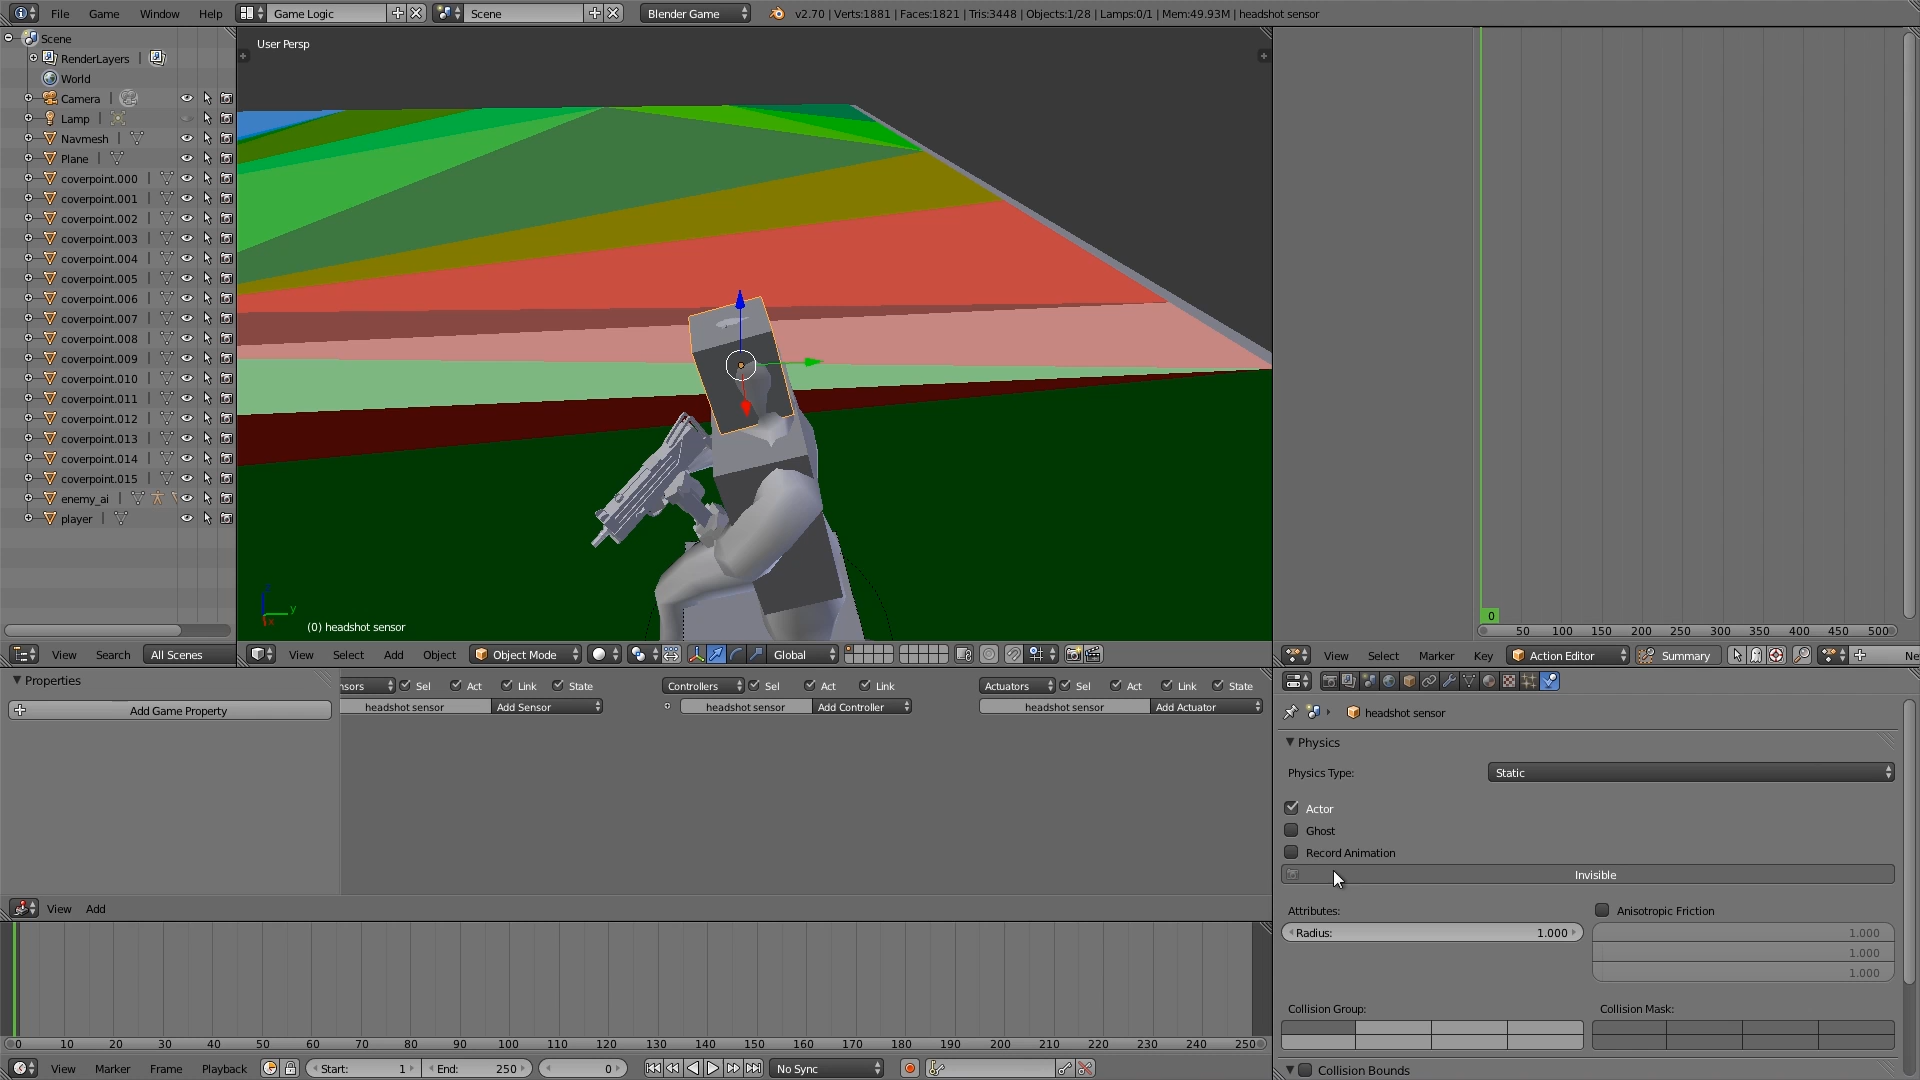 File Game Window Help Game Logic Scene Blender Game v2.70 | Verts:1881 | Faces:1821 | Tris:3448 | Objects:1/28 | Lamps:0/1 | Mem:49.93M | headshot sensor
Scene
RenderLayers
World
Camera
Lamp
Navmesh
Plane
coverpoint.000
coverpoint.001
coverpoint.002
coverpoint.003
coverpoint.004
coverpoint.005
coverpoint.006
coverpoint.007
coverpoint.008
coverpoint.009
coverpoint.010
coverpoint.011
coverpoint.012
coverpoint.013
coverpoint.014
coverpoint.015
enemy_ai
player
View Search All Scenes
User Persp
z
y
x
(0) headshot sensor
View Select Add Object Object Mode Global
0
50 100 150 200 250 300 350 400 450 500
View Select Marker Key Action Editor Summary Ne
Properties
Add Game Property
nsors Sel Act Link State Controllers Sel Act Link Actuators Sel Act Link State
headshot sensor Add Sensor headshot sensor Add Controller headshot sensor Add Actuator
View Add
0 10 20 30 40 50 60 70 80 90 100 110 120 130 140 150 160 170 180 190 200 210 220 230 240 250
View Marker Frame Playback Start: 1 End: 250 0 No Sync
headshot sensor
Physics
Physics Type: Static
Actor
Ghost
Record Animation
Invisible
Attributes: Anisotropic Friction
Radius: 1.000 1.000
1.000
1.000
Collision Group: Collision Mask:
Collision Bounds